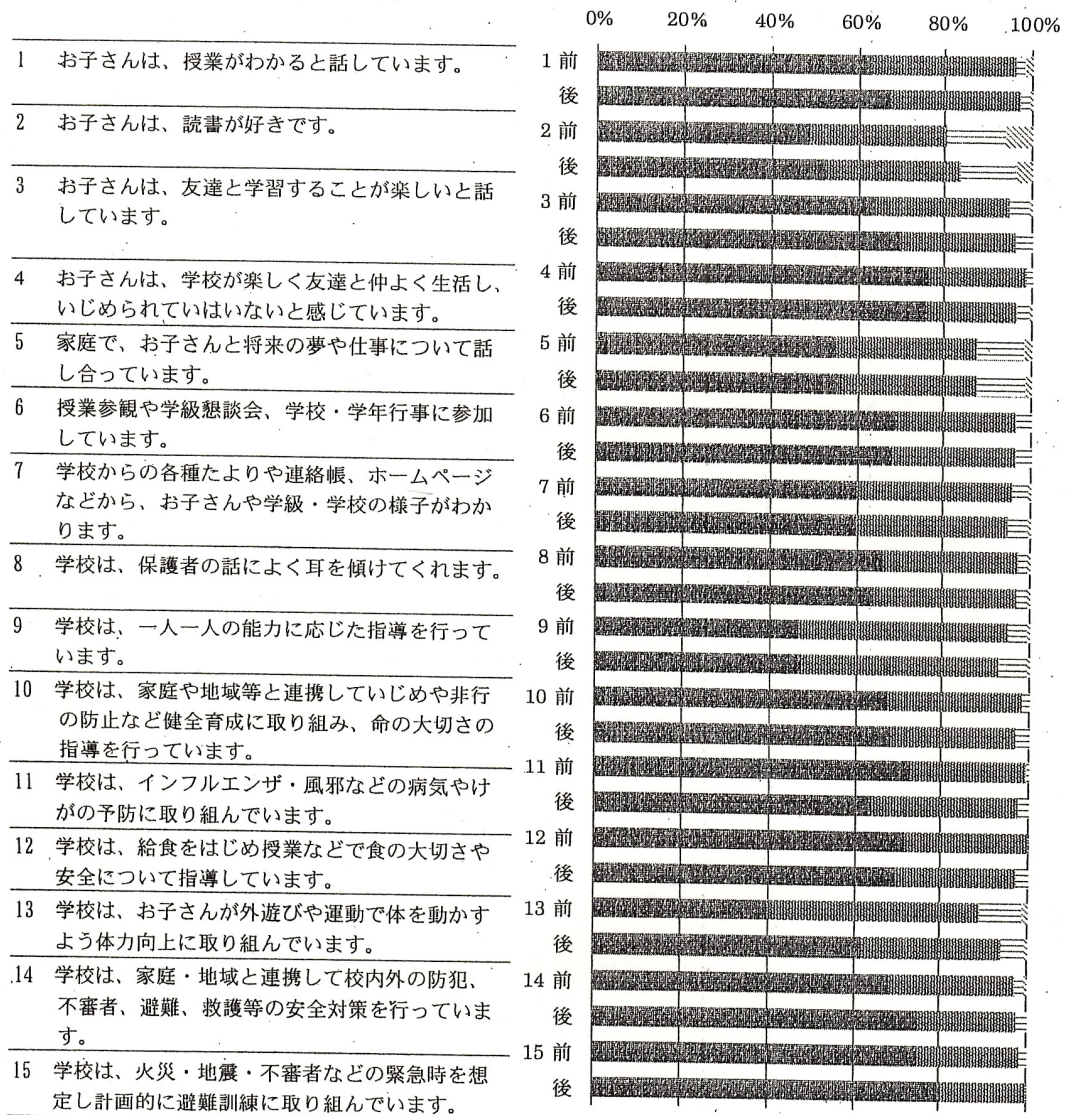 0% 20% 40% 60% 80% 100%
1 お子さんは、授業がわかると話しています。
2 お子さんは、読書が好きです。
3 お子さんは、友達と学習することが楽しいと話
しています。
4 お子さんは、学校が楽しく友達と仲よく生活し、
いじめられていはいないと感じています。
5 家庭で、お子さんと将来の夢や仕事について話
し合っています。
6 授業参観や学級懇談会、学校・学年行事に参加
しています。
7 学校からの各種たよりや連絡帳、ホームページ
などから、お子さんや学級・学校の様子がわか
ります。
8 学校は、保護者の話によく耳を傾けてくれます。
9 学校は、一人一人の能力に応じた指導を行って
います。
10 学校は、家庭や地域等と連携していじめや非行
の防止など健全育成に取り組み、命の大切さの
指導を行っています。
11 学校は、インフルエンザ・風邪などの病気やけ
がの予防に取り組んでいます。
12 学校は、給食をはじめ授業などで食の大切さや
安全について指導しています。
13 学校は、お子さんが外遊びや運動で体を動かす
よう体力向上に取り組んでいます。
14 学校は、家庭・地域と連携して校内外の防犯、
不審者、避難、救護等の安全対策を行っていま
す。
15 学校は、火災・地震・不審者などの緊急時を想
定し計画的に避難訓練に取り組んでいます。
1 前
後
2 前
後
3 前
後
4 前
後
5 前
後
6 前
後
7 前
後
8 前
後
9 前
後
10 前
後
11 前
後
12 前
後
13 前
後
14 前
後
15 前
後